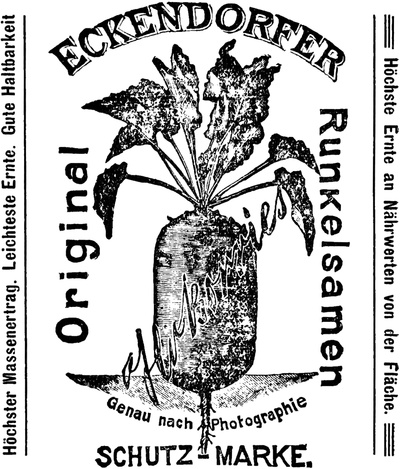 ECKENDORFER
Original
Runkelsamen
Genau nach Photographie
SCHUTZ-MARKE.
Höchster Massenertrag. Leichteste Ernte. Gute Haltbarkeit
Höchste Ernte an Nährwerten von der Fläche.